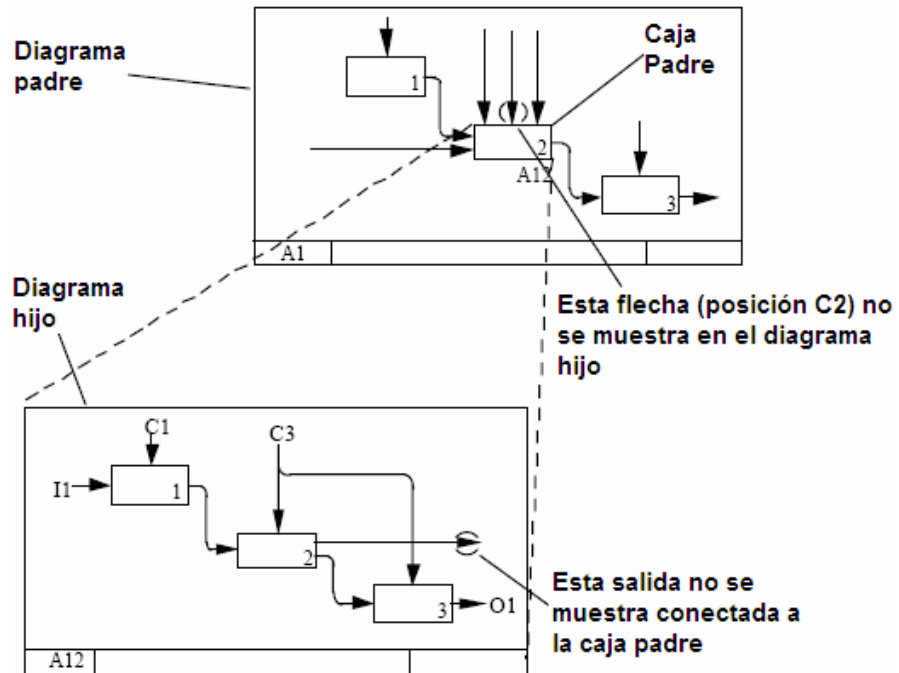 Diagrama
padre
Caja
Padre
1
( )
2
A12
3
A1
Esta flecha (posición C2) no
se muestra en el diagrama
hijo
Diagrama
hijo
C1
C3
I1
1
2
3
O1
Esta salida no se
muestra conectada a
la caja padre
A12